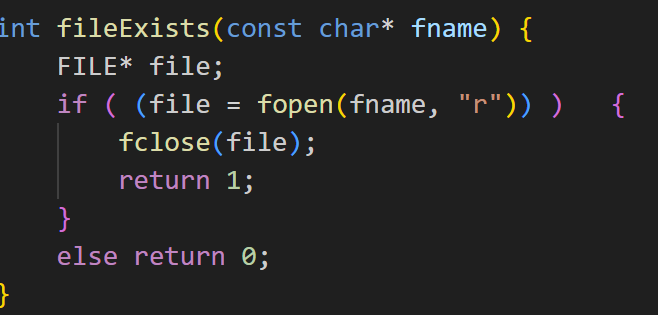 int fileExists(const char* fname) {
    FILE* file;
    if ( (file = fopen(fname, "r")) )   {
        fclose(file);
        return 1;
    }
    else return 0;
}